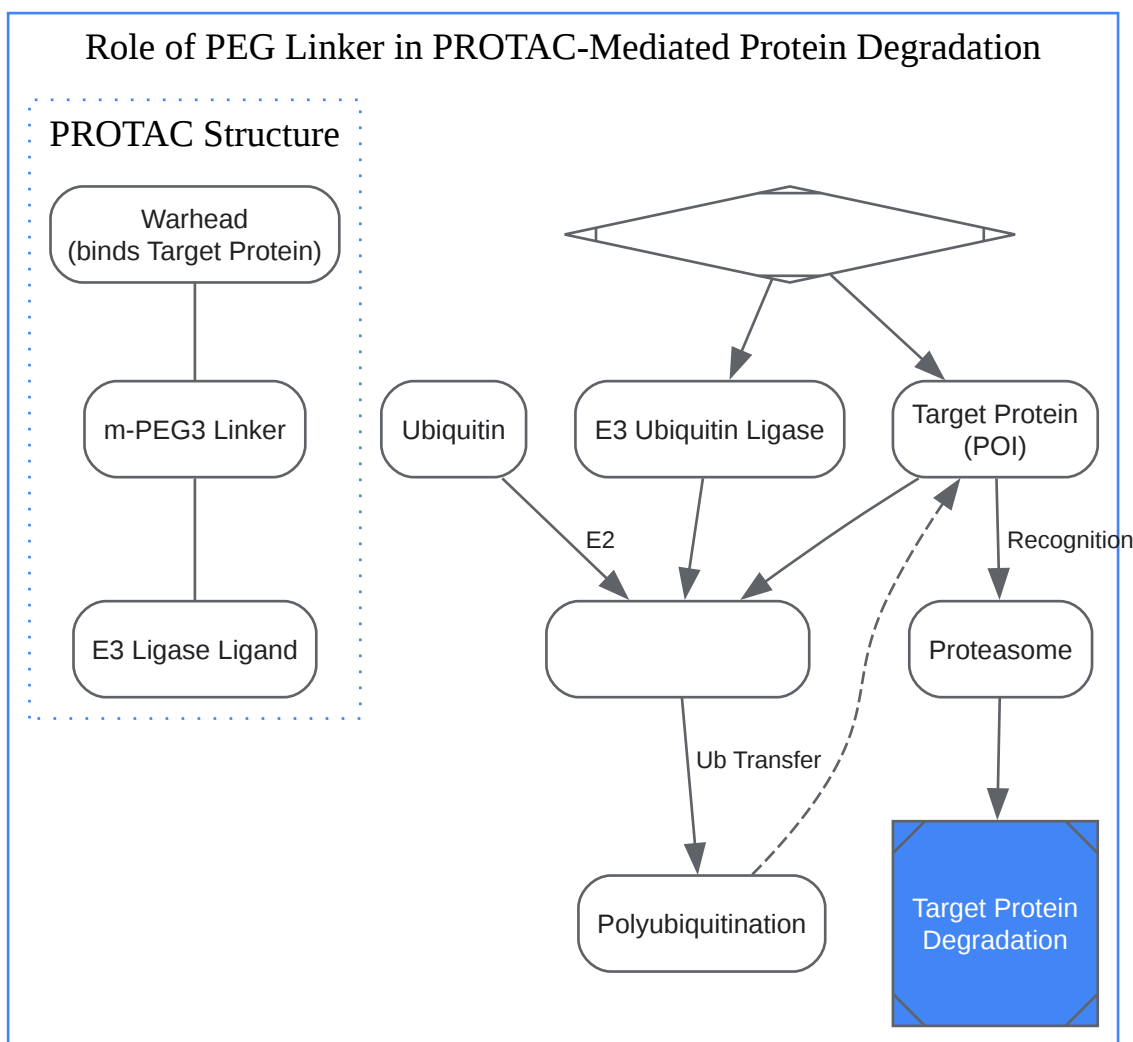 Role of PEG Linker in PROTAC-Mediated Protein Degradation
PROTAC Structure
Warhead
(binds Target Protein)
m-PEG3 Linker
E3 Ligase Ligand
Ubiquitin
E3 Ubiquitin Ligase
Target Protein
(POI)
E2
Recognition
Proteasome
Ub Transfer
Polyubiquitination
Target Protein
Degradation